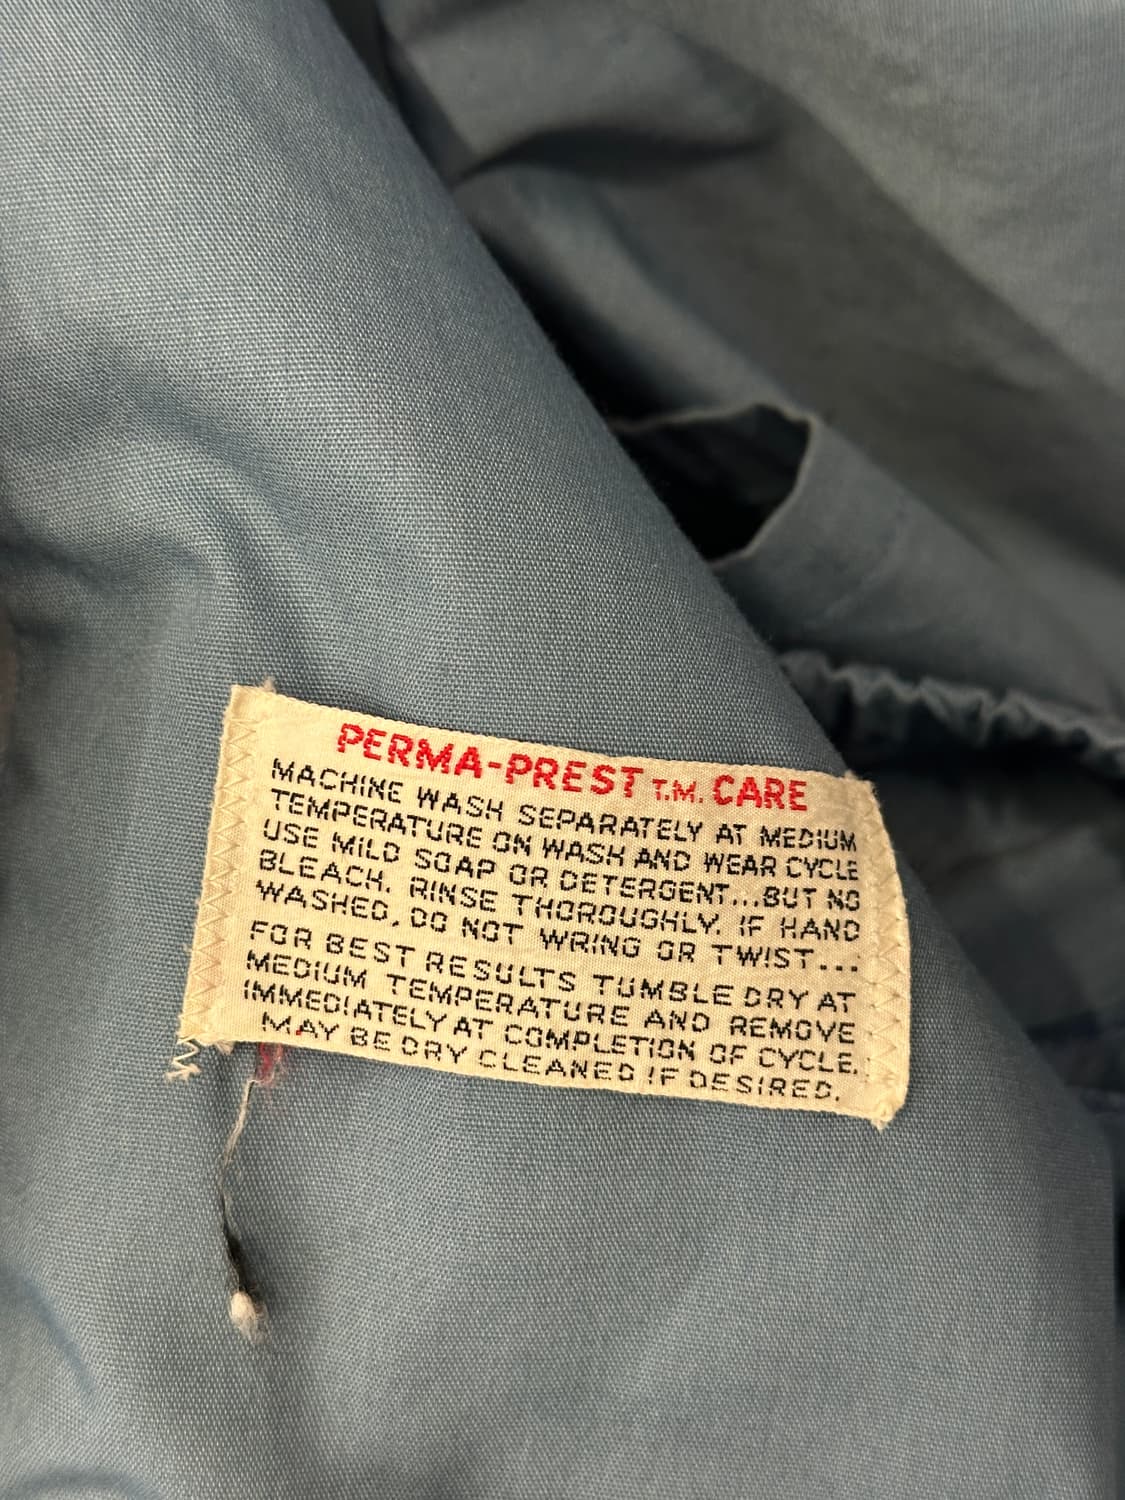 PERMA-PREST T.M. CARE
MACHINE WASH SEPARATELY AT MEDIUM
TEMPERATURE ON WASH AND WEAR CYCLE
USE MILD SOAP OR DETERGENT...BUT NO
BLEACH. RINSE THOROUGHLY. IF HAND
WASHED, DO NOT WRING OR TWIST...
FOR BEST RESULTS TUMBLE DRY AT
MEDIUM TEMPERATURE AND REMOVE
IMMEDIATELY AT COMPLETION OF CYCLE.
MAY BE DRY CLEANED IF DESIRED.